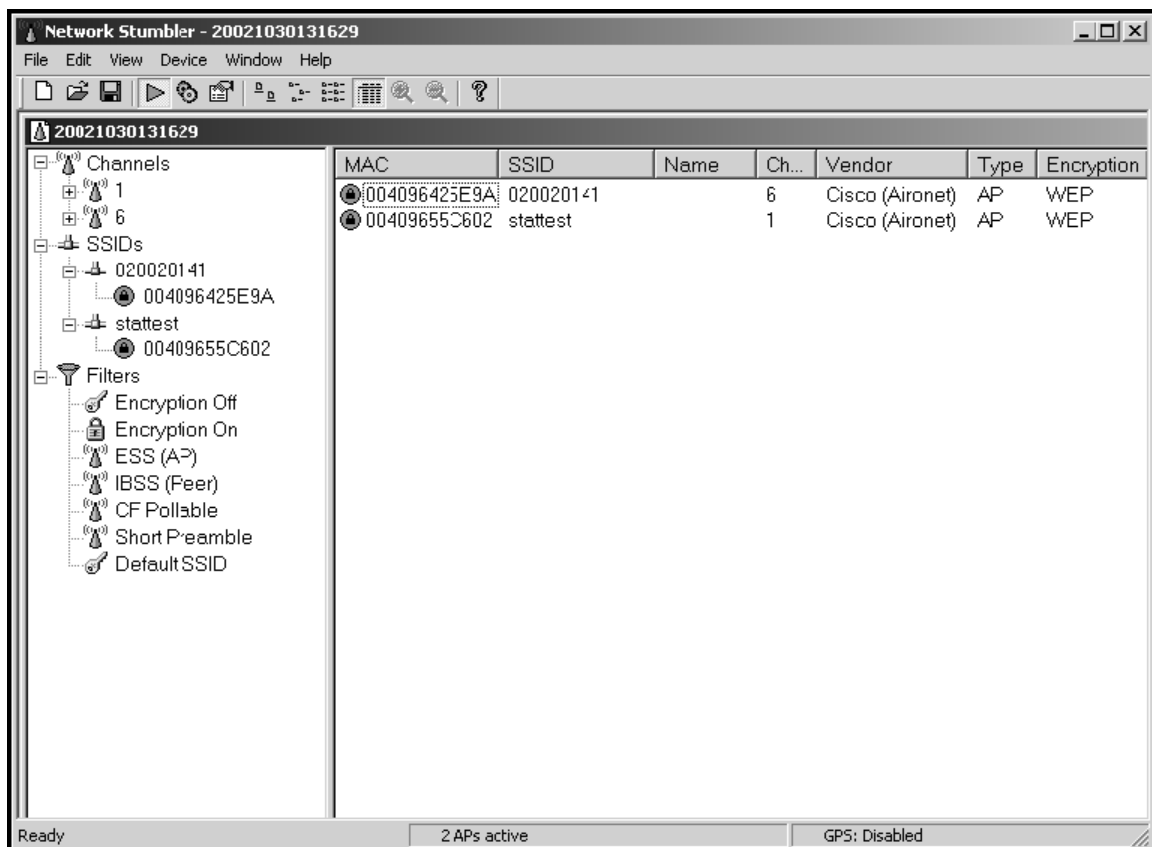 Network Stumbler - 20021030131629
File Edit View Device Window Help
20021030131629
Channels
1
6
SSIDs
020020141
004096425E9A
stattest
00409655C602
Filters
Encryption Off
Encryption On
ESS (AP)
IBSS (Peer)
CF Pollable
Short Preamble
Default SSID
MAC SSID Name Ch... Vendor Type Encryption
004096425E9A 020020141 6 Cisco (Aironet) AP WEP
00409655C602 stattest 1 Cisco (Aironet) AP WEP
Ready 2 APs active GPS: Disabled